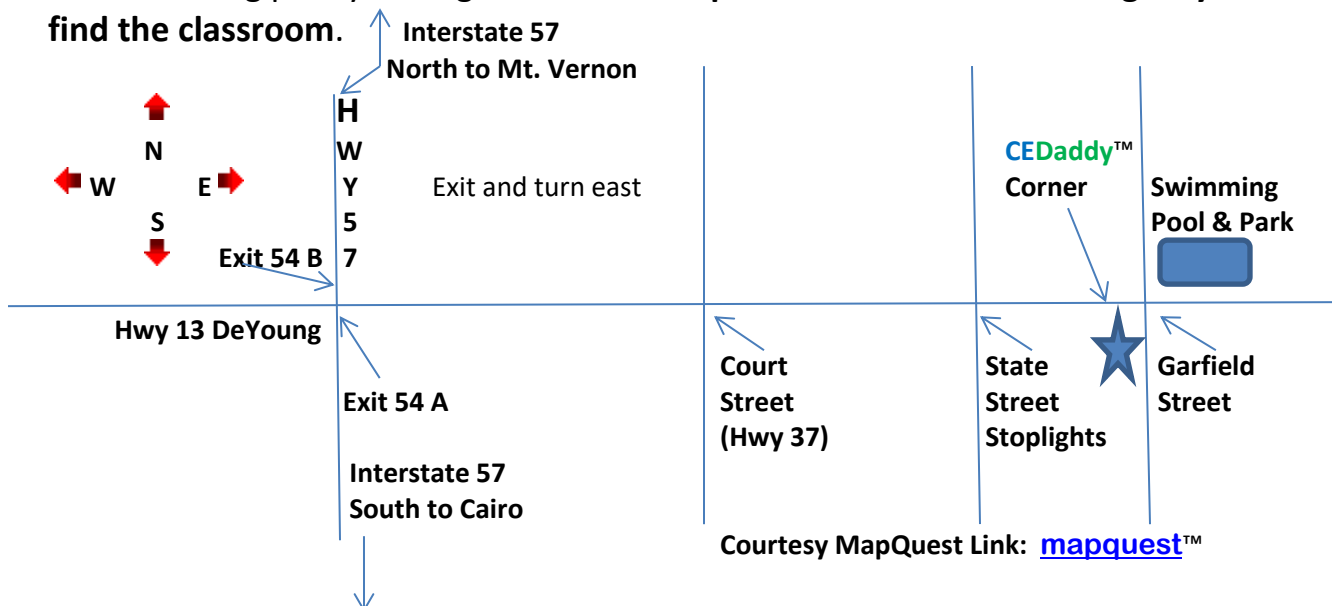 find the classroom.
Interstate 57
North to Mt. Vernon
H
W
Y
5
7
N
W E
S
Exit and turn east
CEDaddy™
Corner
Swimming
Pool & Park
Exit 54 B
Hwy 13 DeYoung
Exit 54 A
Interstate 57
South to Cairo
Court
Street
(Hwy 37)
State
Street
Stoplights
Garfield
Street
Courtesy MapQuest Link: mapquest™